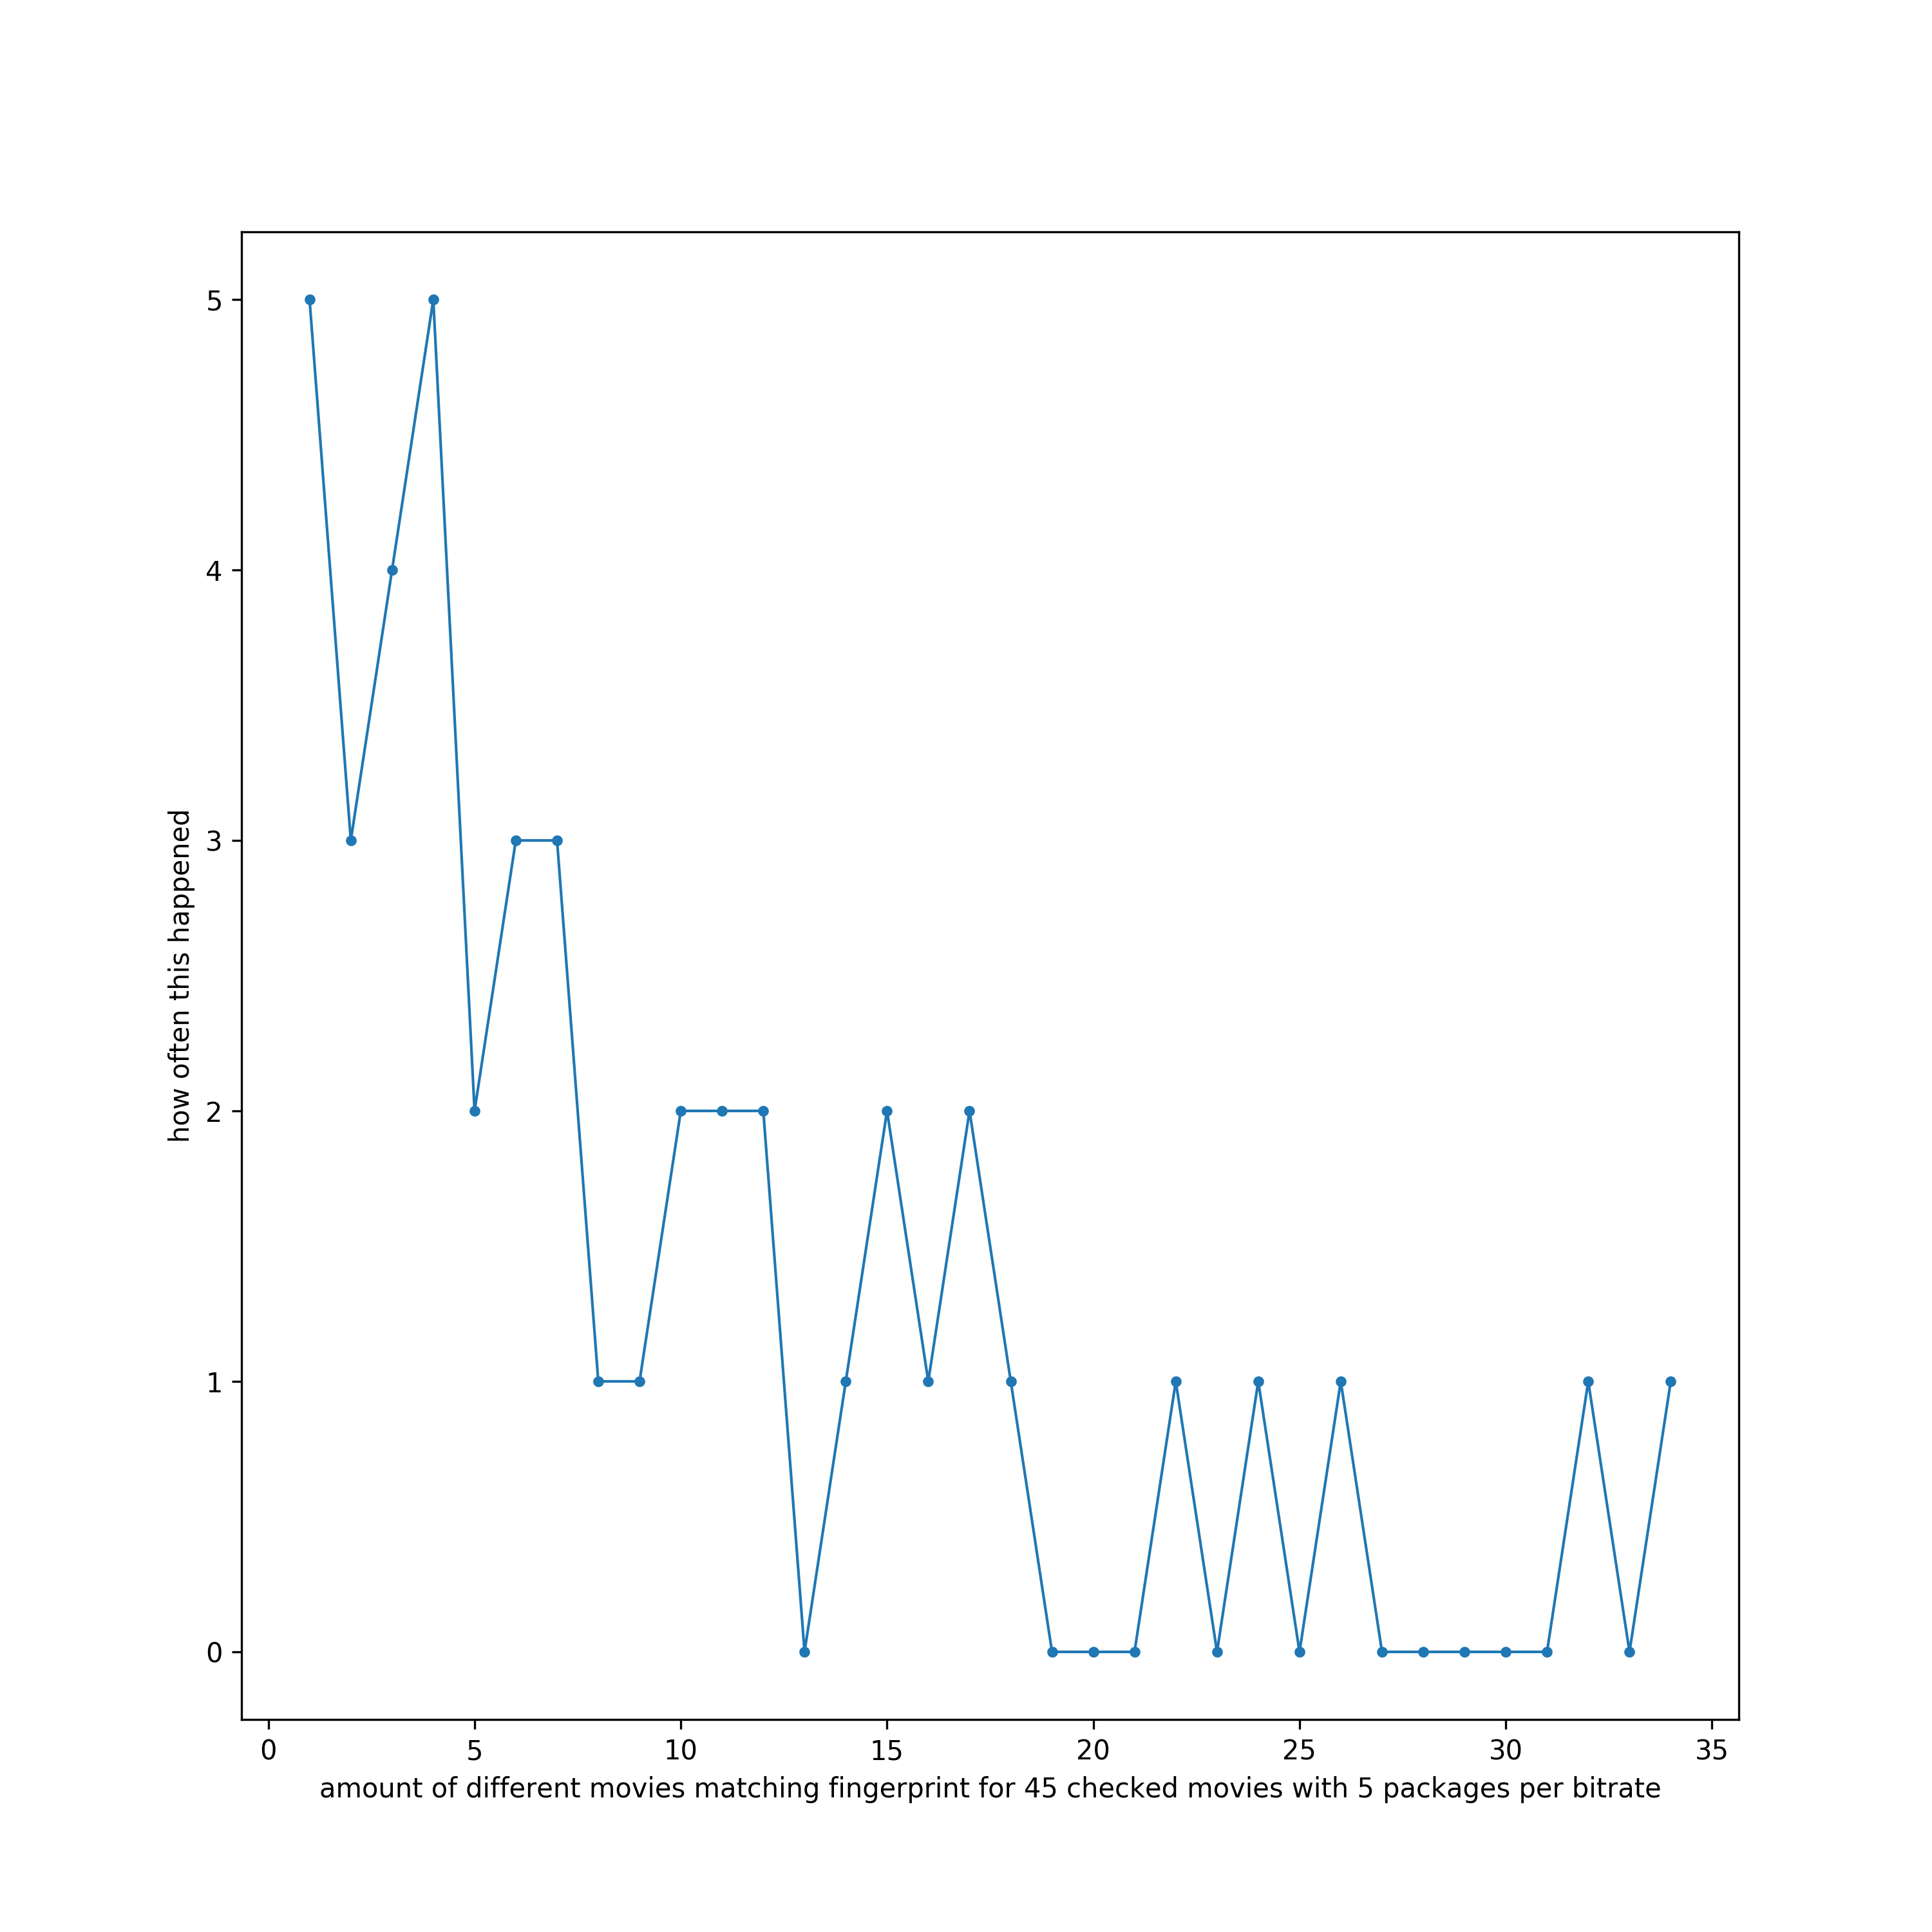 5
4
3
2
1
0
how often this happened
0 5 10 15 20 25 30 35
amount of different movies matching fingerprint for 45 checked movies with 5 packages per bitrate